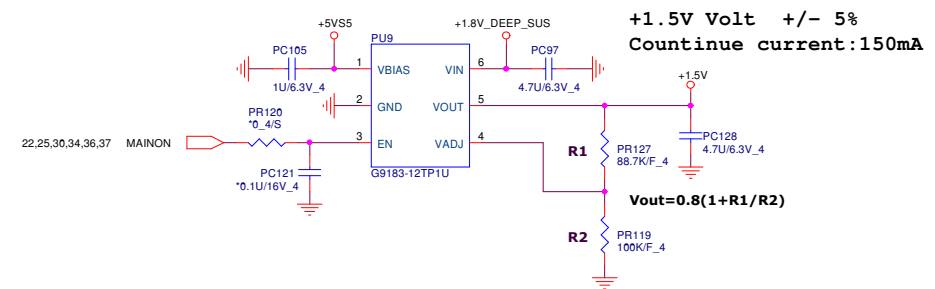 +1.5V Volt +/- 5%
Countinue current:150mA
+5VS5
+1.8V_DEEP_SUS
PU9
PC105
1U/6.3V_4
1
VBIAS
VIN
6
PC97
4.7U/6.3V_4
+1.5V
2
GND
VOUT
5
PR120
*0_4/S
22,25,30,34,36,37 MAINON
3
EN
VADJ
4
R1
PR127
88.7K/F_4
PC128
4.7U/6.3V_4
PC121
*0.1U/16V_4
G9183-12TP1U
Vout=0.8(1+R1/R2)
R2
PR119
100K/F_4